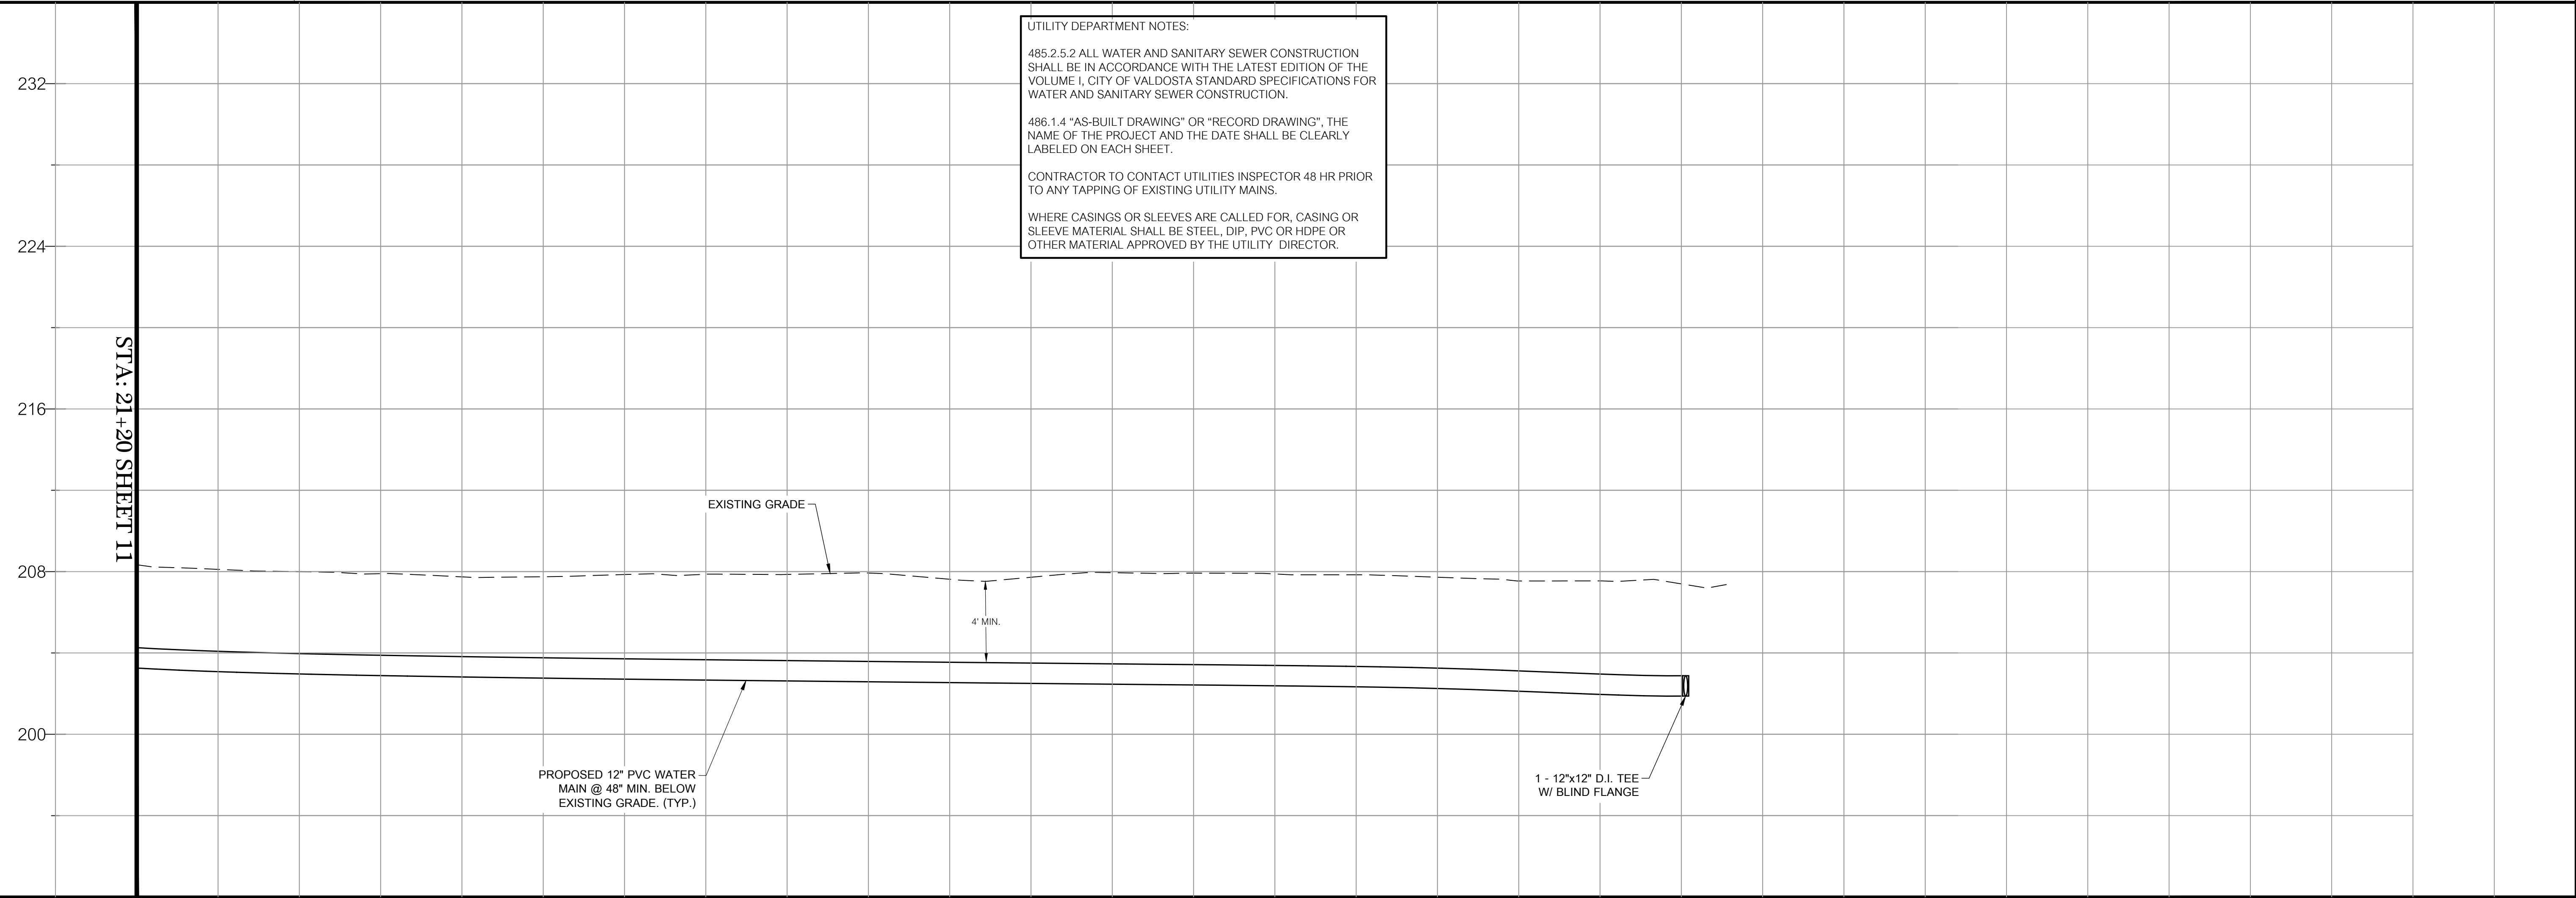 UTILITY DEPARTMENT NOTES:
485.2.5.2 ALL WATER AND SANITARY SEWER CONSTRUCTION
SHALL BE IN ACCORDANCE WITH THE LATEST EDITION OF THE
VOLUME I, CITY OF VALDOSTA STANDARD SPECIFICATIONS FOR
WATER AND SANITARY SEWER CONSTRUCTION.
486.1.4 “AS-BUILT DRAWING” OR “RECORD DRAWING”, THE
NAME OF THE PROJECT AND THE DATE SHALL BE CLEARLY
LABELED ON EACH SHEET.
CONTRACTOR TO CONTACT UTILITIES INSPECTOR 48 HR PRIOR
TO ANY TAPPING OF EXISTING UTILITY MAINS.
WHERE CASINGS OR SLEEVES ARE CALLED FOR, CASING OR
SLEEVE MATERIAL SHALL BE STEEL, DIP, PVC OR HDPE OR
OTHER MATERIAL APPROVED BY THE UTILITY DIRECTOR.
232
224
216
208
200
STA: 21+20 SHEET 11
EXISTING GRADE
4' MIN.
PROPOSED 12" PVC WATER
MAIN @ 48" MIN. BELOW
EXISTING GRADE. (TYP.)
1 - 12"x12" D.I. TEE
W/ BLIND FLANGE